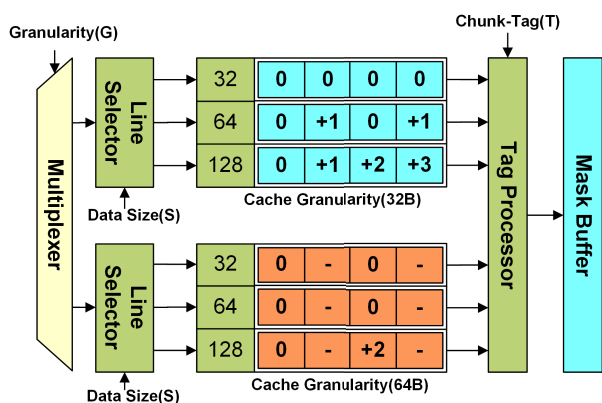 Granularity(G)
Chunk-Tag(T)
Multiplexer
Line
Selector
Data Size(S)
32 0 0 0 0
64 0 +1 0 +1
128 0 +1 +2 +3
Cache Granularity(32B)
Line
Selector
Data Size(S)
32 0 - 0 -
64 0 - 0 -
128 0 - +2 -
Cache Granularity(64B)
Tag Processor
Mask Buffer